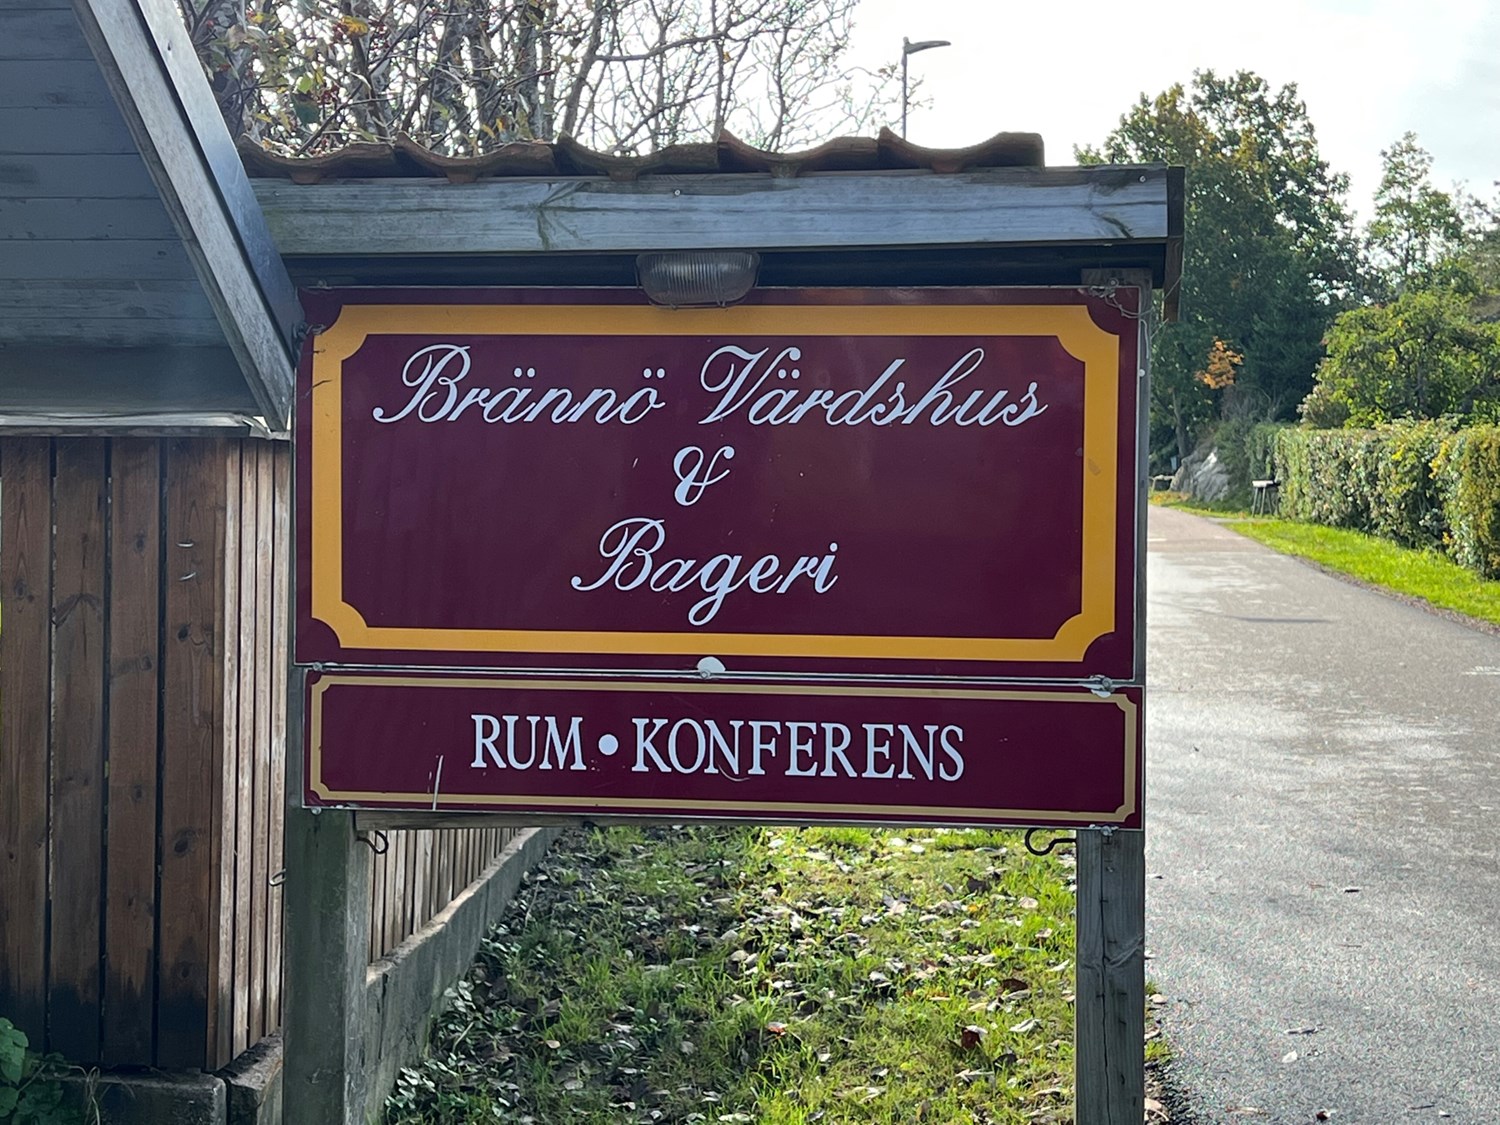 Brännö Värdshus
&
Bageri
RUM • KONFERENS